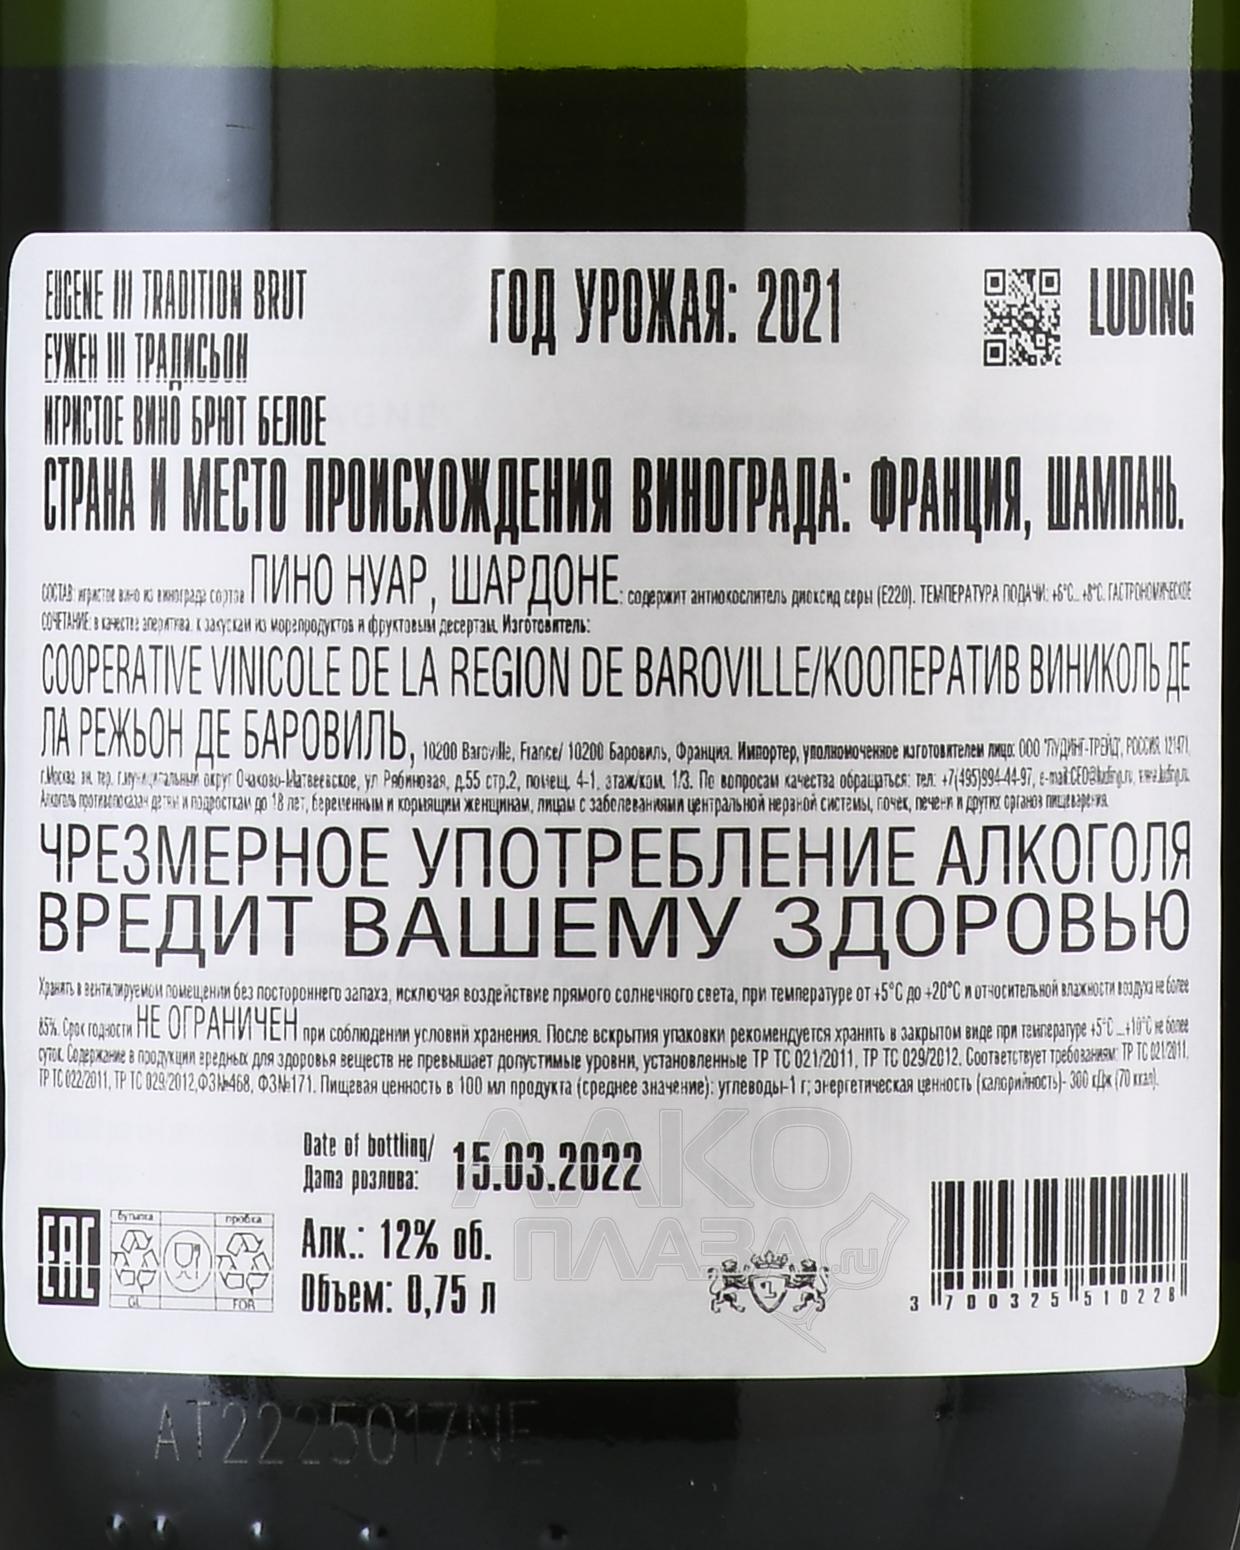 EUGENE III TRADITION BRUT
ЕУЖЕН III ТРАДИСЬОН
ИГРИСТОЕ ВИНО БРЮТ БЕЛОЕ
ГОД УРОЖАЯ: 2021
LUDING
СТРАНА И МЕСТО ПРОИСХОЖДЕНИЯ ВИНОГРАДА: ФРАНЦИЯ, ШАМПАНЬ.
СОСТАВ: игристое вино из винограда сортов ПИНО НУАР, ШАРДОНЕ; содержит антиокислитель диоксид серы (Е220). ТЕМПЕРАТУРА ПОДАЧИ: +6°С...+8°С. ГАСТРОНОМИЧЕСКОЕ
СОЧЕТАНИЕ: в качестве аперитива, к закускам из морепродуктов и фруктовым десертам. Изготовитель:
COOPERATIVE VINICOLE DE LA REGION DE BAROVILLE/КООПЕРАТИВ ВИНИКОЛЬ ДЕ
ЛА РЕЖЬОН ДЕ БАРОВИЛЬ, 10200 Baroville, France/ 10200 Баровиль, Франция. Импортер, уполномоченное изготовителем лицо: ООО "ЛУДИНГ-ТРЕЙД", РОССИЯ, 121471,
г.Москва, вн. тер. г.муниципальный округ Очаково-Матвеевское, ул Рябиновая, д.55 стр.2, помещ. 4-1, этаж/ком. 1/3. По вопросам качества обращаться: тел: +7(495)994-44-97, e-mail:CEO@luding.ru, www.luding.ru.
Алкоголь противопоказан детям и подросткам до 18 лет, беременным и кормящим женщинам, лицам с заболеваниями центральной нервной системы, почек, печени и других органов пищеварения.
ЧРЕЗМЕРНОЕ УПОТРЕБЛЕНИЕ АЛКОГОЛЯ
ВРЕДИТ ВАШЕМУ ЗДОРОВЬЮ
Хранить в вентилируемом помещении без постороннего запаха, исключая воздействие прямого солнечного света, при температуре от +5°С до +20°С и относительной влажности воздуха не более
85%. Срок годности НЕ ОГРАНИЧЕН при соблюдении условий хранения. После вскрытия упаковки рекомендуется хранить в закрытом виде при температуре +5°С ...+10°С не более
суток. Содержание в продукции вредных для здоровья веществ не превышает допустимые уровни, установленные ТР ТС 021/2011, ТР ТС 029/2012. Соответствует требованиям: ТР ТС 021/2011,
ТР ТС 022/2011, ТР ТС 029/2012,ФЗ№468, ФЗ№171. Пищевая ценность в 100 мл продукта (среднее значение): углеводы-1 г; энергетическая ценность (калорийность)- 300 кДж (70 ккал).
Date of bottling/
Дата розлива: 15.03.2022
EAC
бутылка
пробка
GL
FOR
Алк.: 12% об.
Объем: 0,75 л
3 700325 510228
АЛКО
ПЛАЗА.ru
AT2225017NE